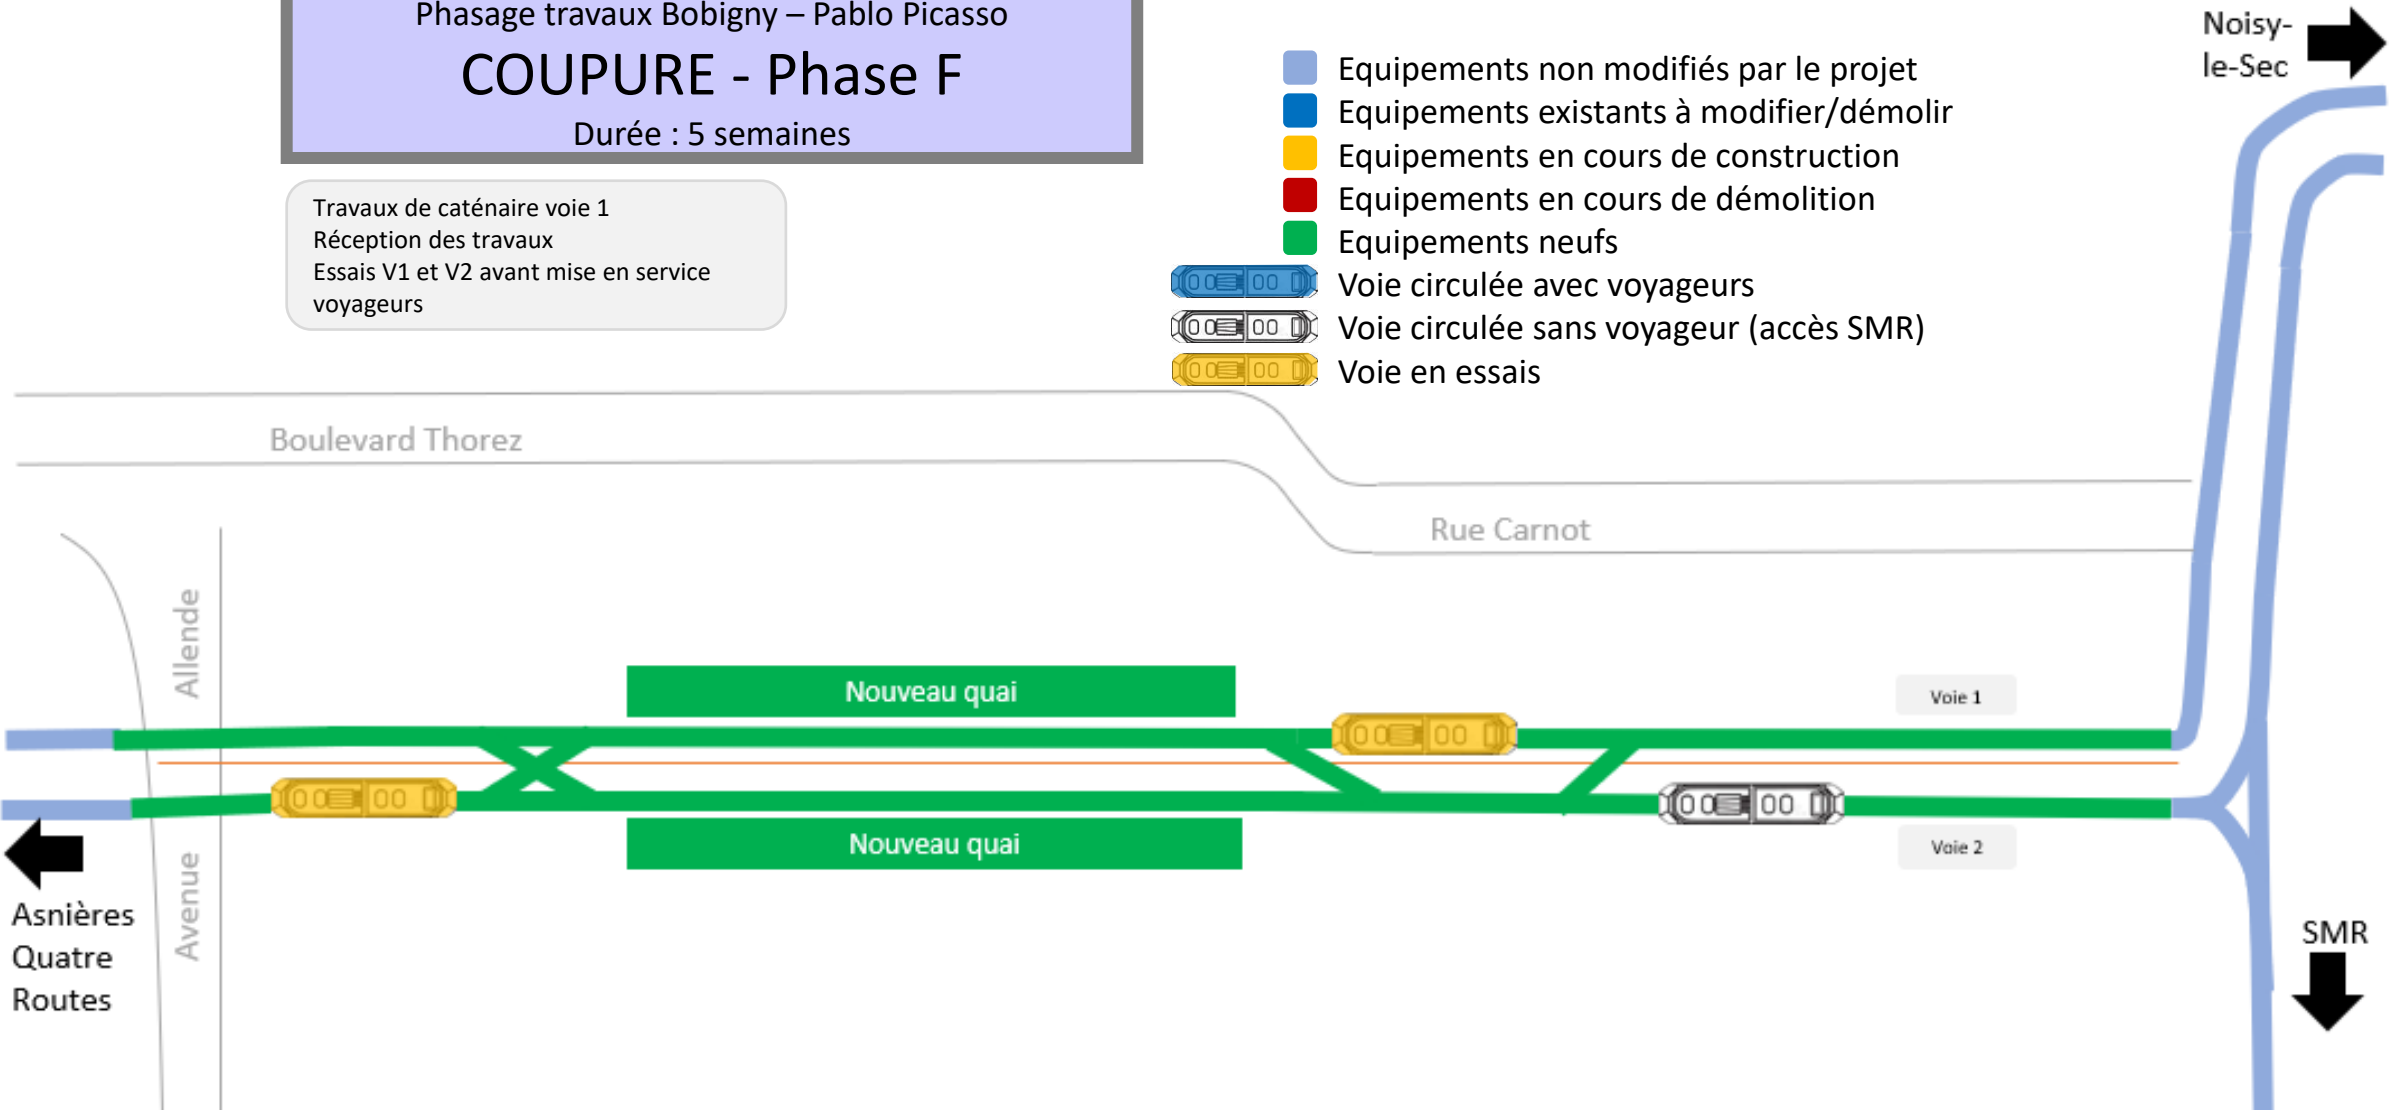 Phasage travaux Bobigny – Pablo Picasso
COUPURE - Phase F
Durée : 5 semaines
Travaux de caténaire voie 1
Réception des travaux
Essais V1 et V2 avant mise en service
voyageurs
Equipements non modifiés par le projet
Equipements existants à modifier/démolir
Equipements en cours de construction
Equipements en cours de démolition
Equipements neufs
Voie circulée avec voyageurs
Voie circulée sans voyageur (accès SMR)
Voie en essais
Noisy-
le-Sec
Boulevard Thorez
Rue Carnot
Avenue Allende
Nouveau quai
Voie 1
Nouveau quai
Voie 2
Asnières
Quatre
Routes
SMR